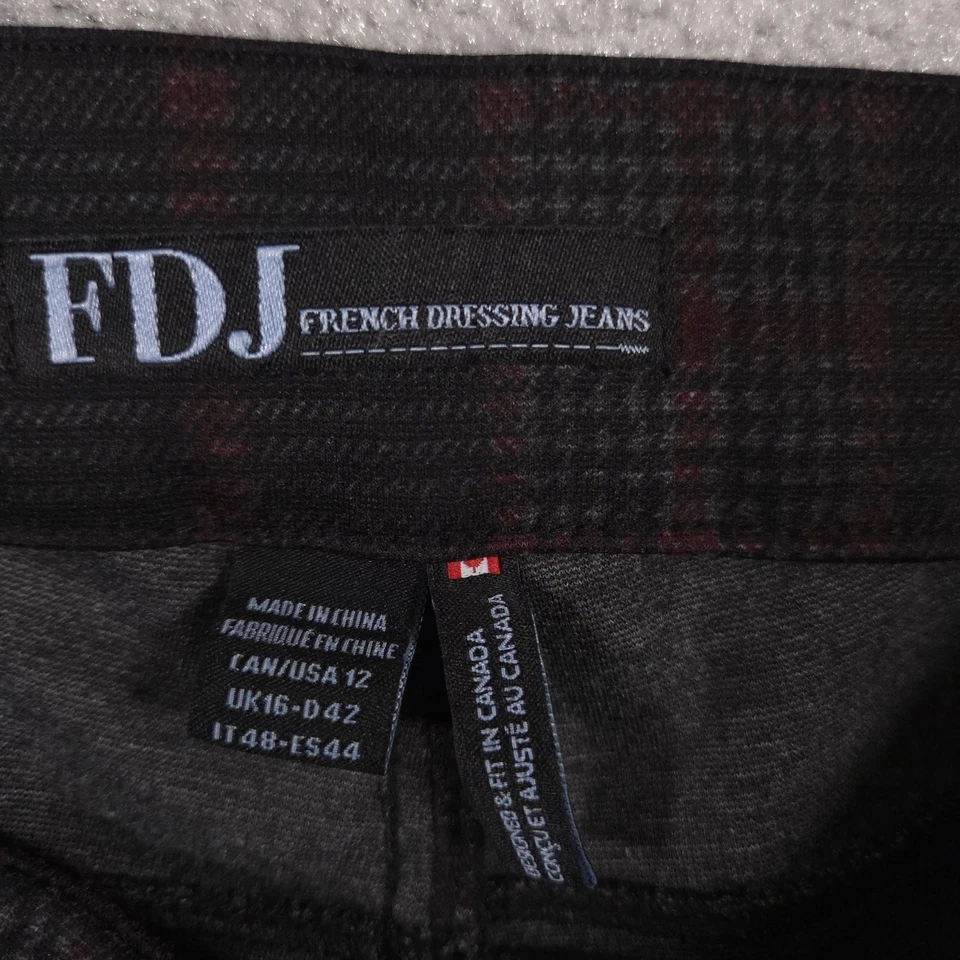 FDJ
FRENCH DRESSING JEANS
MADE IN CHINA
FABRIQUÉ EN CHINE
CAN/USA 12
UK16-D42
IT48-ES44
DESIGNED & FIT IN CANADA
CONÇU ET AJUSTÉ AU CANADA